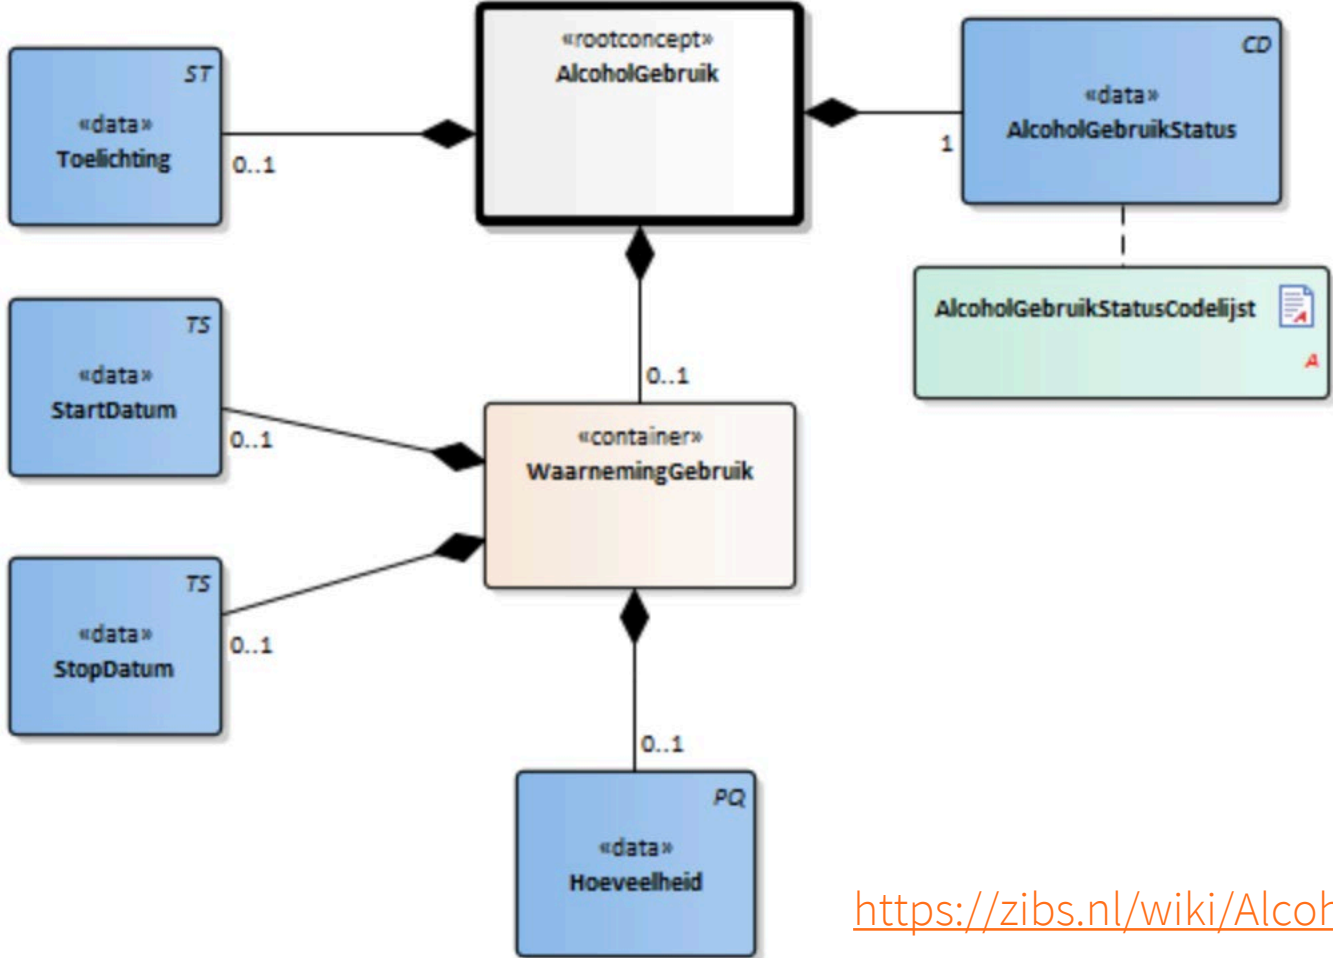 «rootconcept»
AlcoholGebruik
ST
«data»
Toelichting
0..1
CD
«data»
AlcoholGebruikStatus
1
AlcoholGebruikStatusCodelijst
A
A
TS
«data»
StartDatum
0..1
0..1
«container»
WaarnemingGebruik
TS
«data»
StopDatum
0..1
0..1
PQ
«data»
Hoeveelheid
https://zibs.nl/wiki/Alcoh